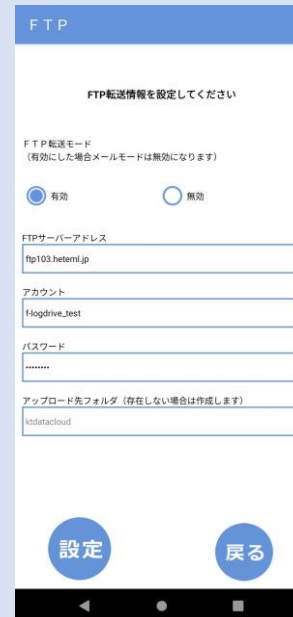 ＦＴＰ
FTP転送情報を設定してください
ＦＴＰ転送モード
(有効にした場合メールモードは無効になります)
有効
無効
FTPサーバーアドレス
ftp103.heteml.jp
アカウント
f-logdrive_test
パスワード
••••••••
アップロード先フォルダ（存在しない場合は作成します）
ktdatacloud
設定
戻る